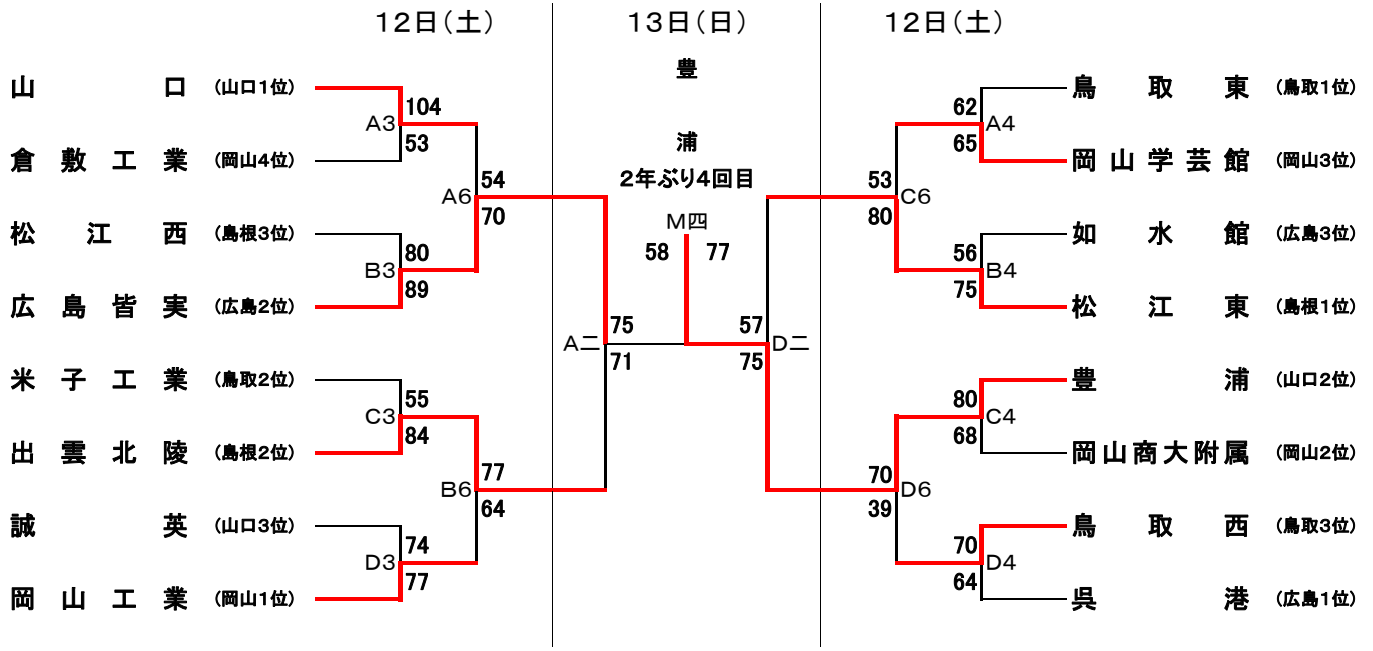 12日(土) 13日(日) 12日(土)
山口 (山口1位)
倉敷工業 (岡山4位)
松江西 (島根3位)
広島皆実 (広島2位)
米子工業 (鳥取2位)
出雲北陵 (島根2位)
誠英 (山口3位)
岡山工業 (岡山1位)
A3 104 53
B3 80 89
C3 55 84
D3 74 77
A6 54 70
B6 77 64
A二 75 71
豊浦
2年ぶり4回目
M四
58 77
D二 57 75
C6 53 80
D6 70 39
A4 62 65
B4 56 75
C4 80 68
D4 70 64
鳥取東 (鳥取1位)
岡山学芸館 (岡山3位)
如水館 (広島3位)
松江東 (島根1位)
豊浦 (山口2位)
岡山商大附属 (岡山2位)
鳥取西 (鳥取3位)
呉港 (広島1位)